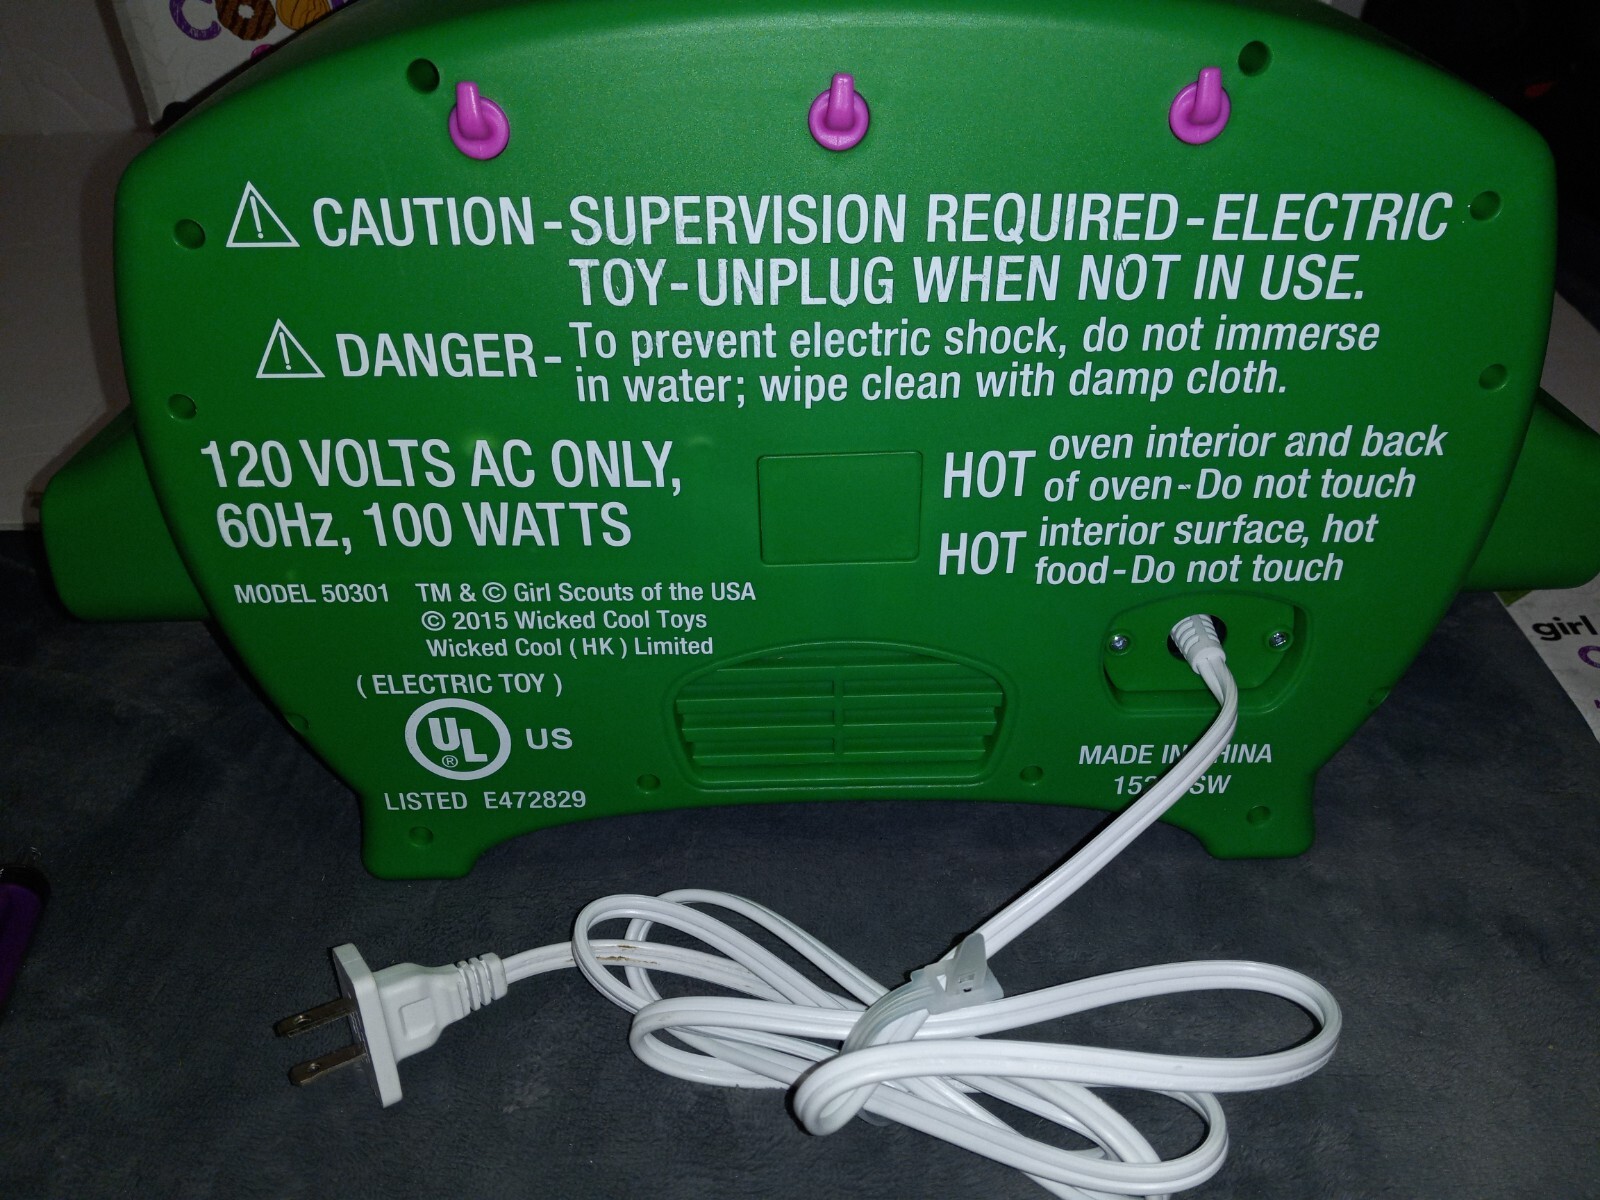 CO
⚠ CAUTION - SUPERVISION REQUIRED - ELECTRIC
TOY - UNPLUG WHEN NOT IN USE.
⚠ DANGER - To prevent electric shock, do not immerse
in water; wipe clean with damp cloth.
120 VOLTS AC ONLY,
60Hz, 100 WATTS
HOT oven interior and back
of oven - Do not touch
HOT interior surface, hot
food - Do not touch
MODEL 50301 TM & © Girl Scouts of the USA
© 2015 Wicked Cool Toys
Wicked Cool ( HK ) Limited
( ELECTRIC TOY )
UL ® US
LISTED E472829
MADE IN CHINA
girl